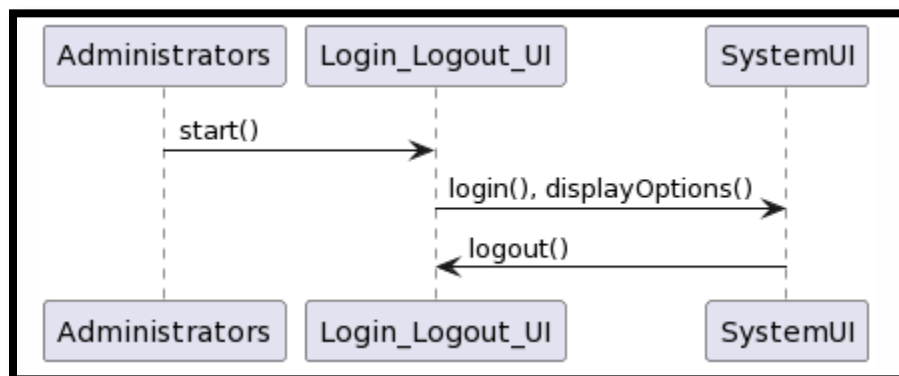 Administrators Login_Logout_UI SystemUI
start()
login(), displayOptions()
logout()
Administrators Login_Logout_UI SystemUI